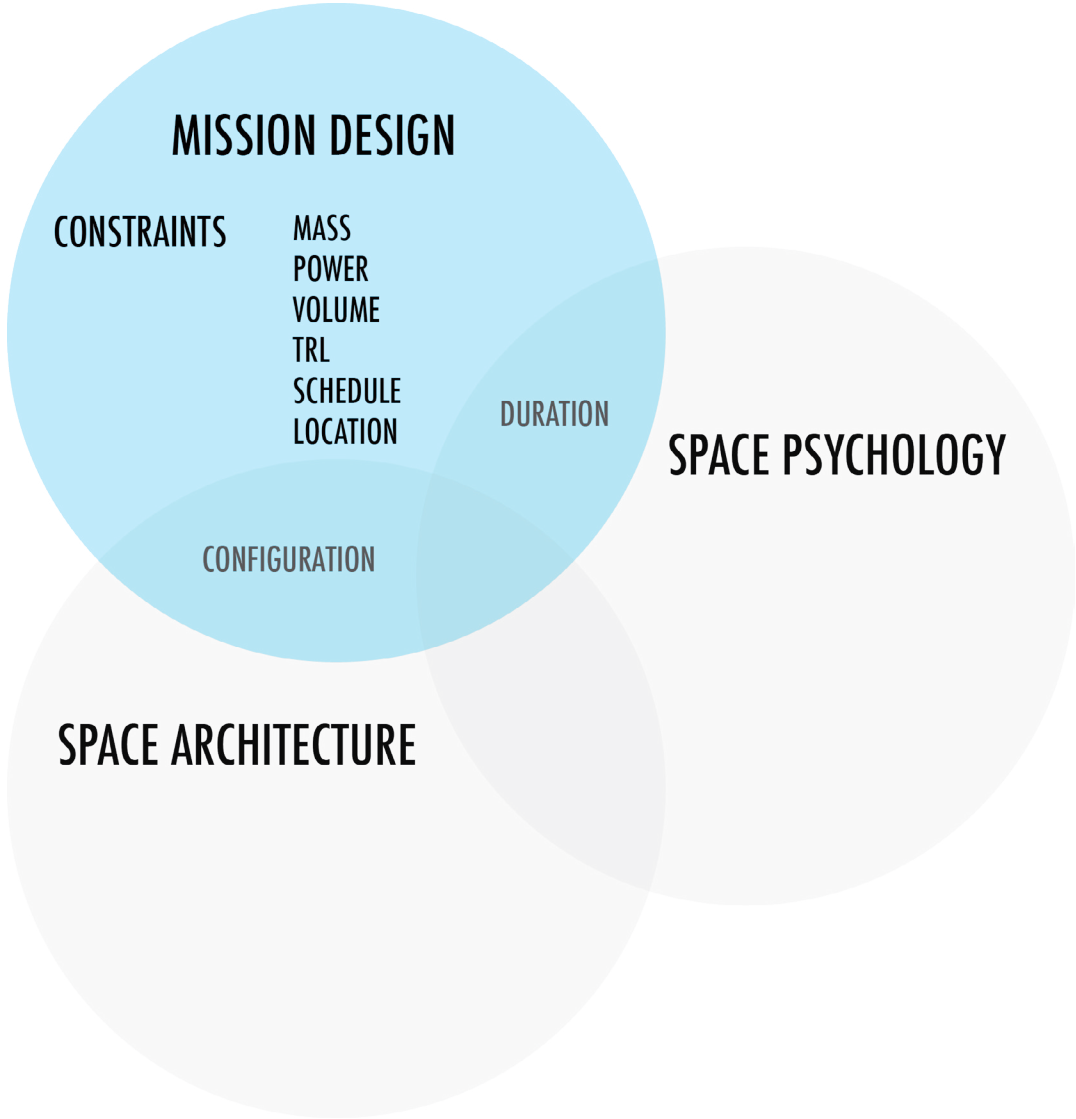 MISSION DESIGN
CONSTRAINTS
MASS
POWER
VOLUME
TRL
SCHEDULE
LOCATION
DURATION
SPACE PSYCHOLOGY
CONFIGURATION
SPACE ARCHITECTURE